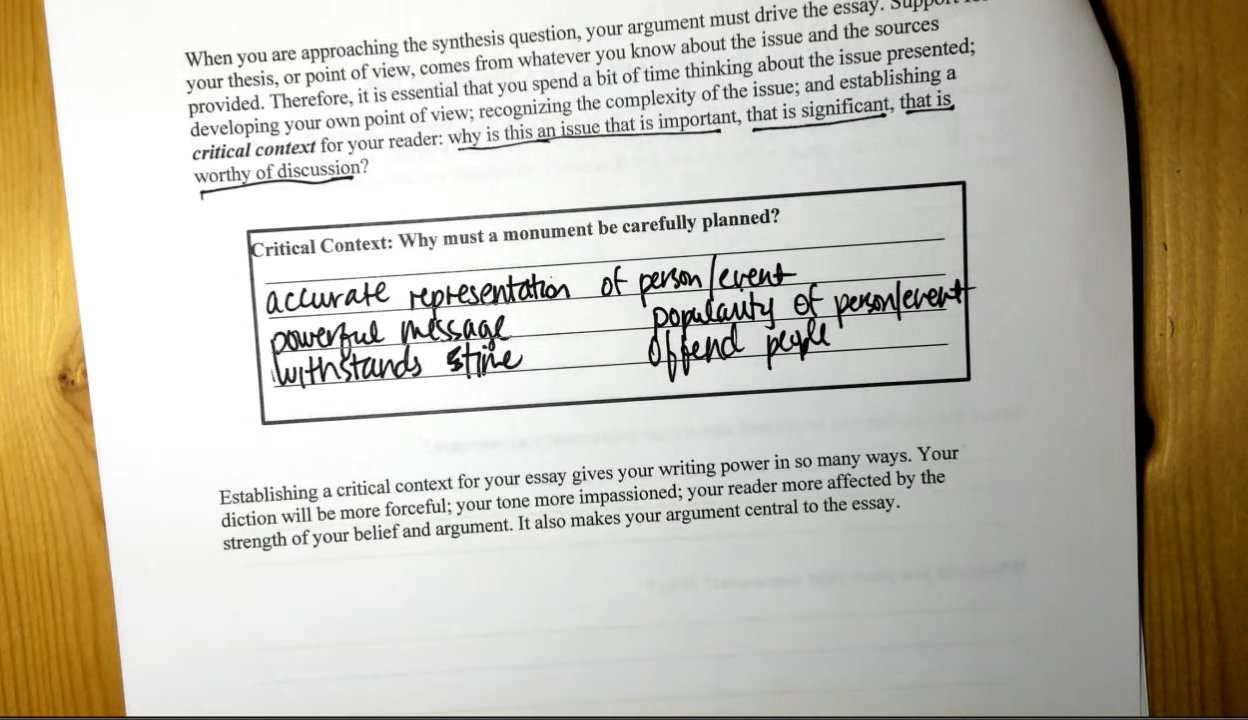 When you are approaching the synthesis question, your argument must drive the essay. Support
your thesis, or point of view, comes from whatever you know about the issue and the sources
provided. Therefore, it is essential that you spend a bit of time thinking about the issue presented;
developing your own point of view; recognizing the complexity of the issue; and establishing a
critical context for your reader: why is this an issue that is important, that is significant, that is
worthy of discussion?
Critical Context: Why must a monument be carefully planned?
accurate representation of person/event
powerful message popularity of person/event
withstands time offend people
Establishing a critical context for your essay gives your writing power in so many ways. Your
diction will be more forceful; your tone more impassioned; your reader more affected by the
strength of your belief and argument. It also makes your argument central to the essay.